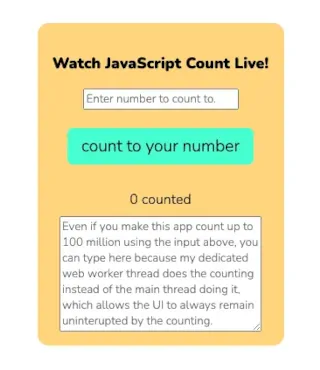 Watch JavaScript Count Live!
Enter number to count to.
count to your number
0 counted
Even if you make this app count up to
100 million using the input above, you
can type here because my dedicated
web worker thread does the counting
instead of the main thread doing it,
which allows the UI to always remain
uninterupted by the counting.